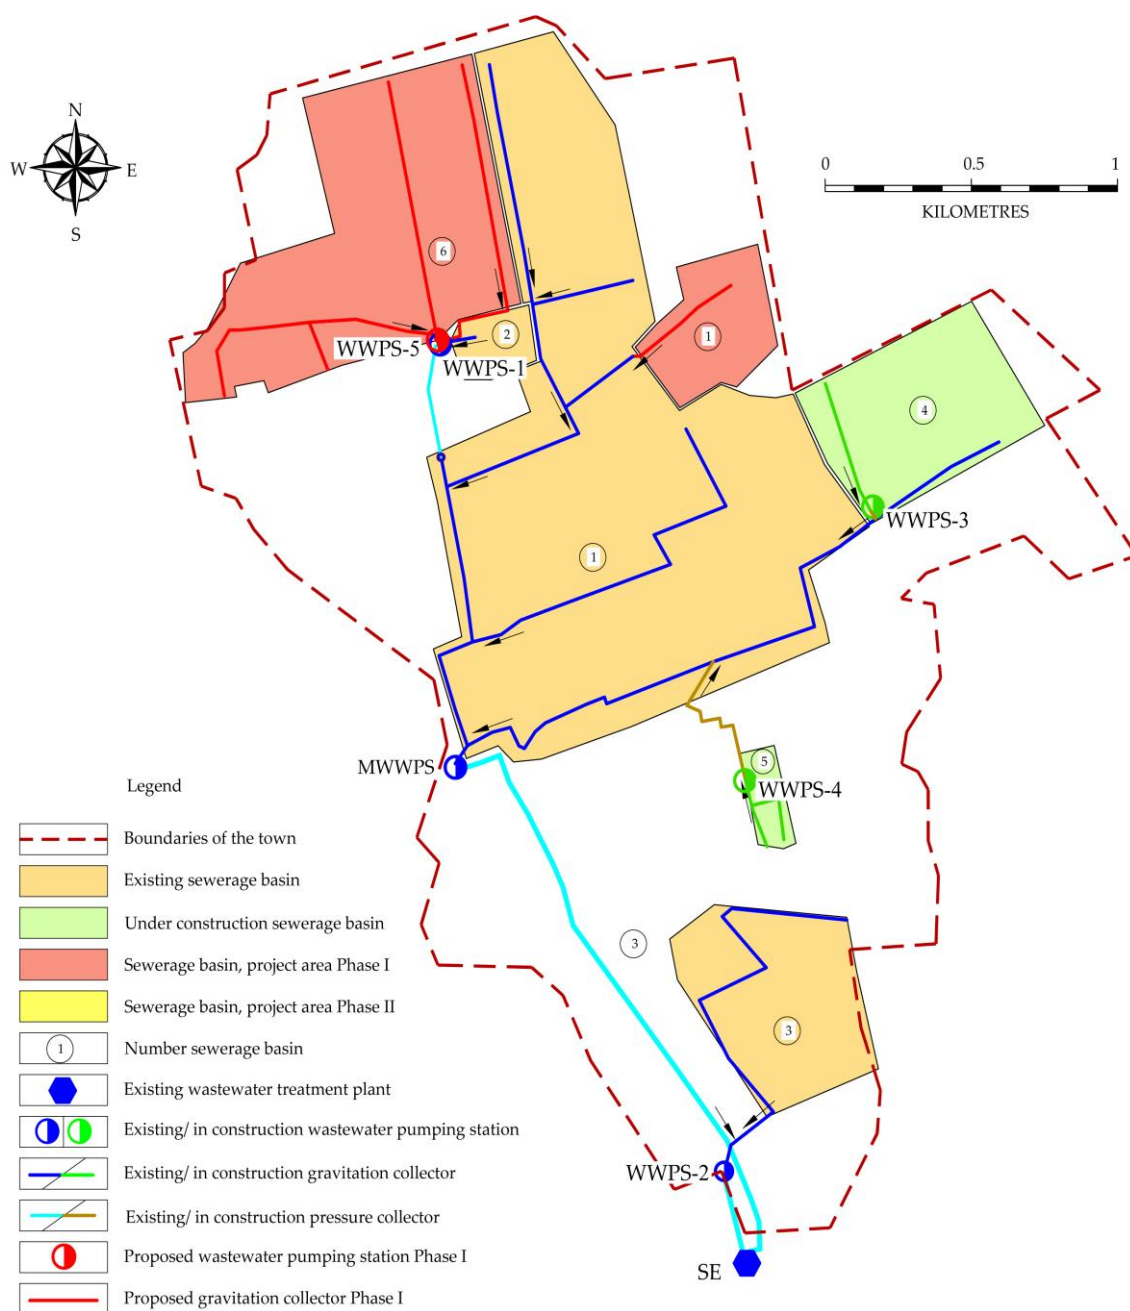 N
W
E
S
0
0.5
1
KILOMETRES
6
1
2
WWPS-5
WWPS-1
4
WWPS-3
1
MWWPS
5
WWPS-4
3
3
WWPS-2
SE
Legend
Boundaries of the town
Existing sewerage basin
Under construction sewerage basin
Sewerage basin, project area Phase I
Sewerage basin, project area Phase II
1
Number sewerage basin
Existing wastewater treatment plant
Existing/ in construction wastewater pumping station
Existing/ in construction gravitation collector
Existing/ in construction pressure collector
Proposed wastewater pumping station Phase I
Proposed gravitation collector Phase I